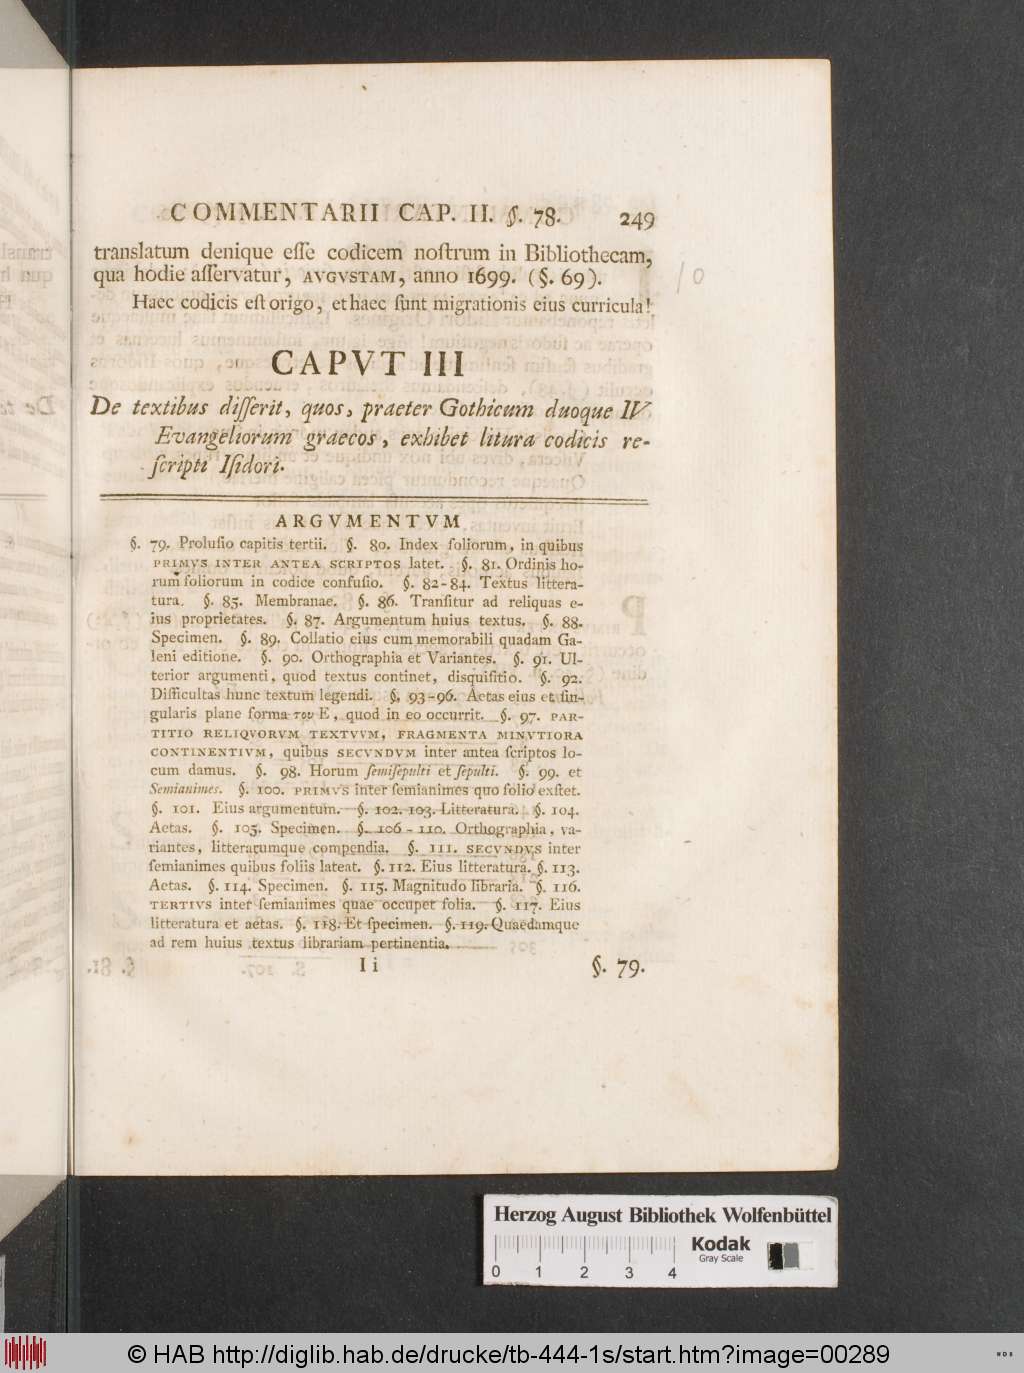 COMMENTARII CAP. II. §. 78. 249
translatum denique eſſe codicem noſtrum in Bibliothecam,
qua hodie aſſervatur, AVGVSTAM, anno 1699. (§. 69).
Haec codicis eſt origo, et haec ſunt migrationis eius curricula!
10
CAPVT III
De textibus diſſerit, quos, praeter Gothicum duoque IV
Evangeliorum graecos, exhibet litura codicis re-
ſcripti Iſidori.
ARGVMENTVM
§. 79. Proluſio capitis tertii. §. 80. Index foliorum, in quibus
PRIMVS INTER ANTEA SCRIPTOS latet. §. 81. Ordinis ho-
rum foliorum in codice confuſio. §. 82-84. Textus littera-
tura. §. 85. Membranae. §. 86. Tranſitur ad reliquas e-
ius proprietates. §. 87. Argumentum huius textus. §. 88.
Specimen. §. 89. Collatio eius cum memorabili quadam Ga-
leni editione. §. 90. Orthographia et Variantes. §. 91. Ul-
terior argumenti, quod textus continet, disquiſitio. §. 92.
Difficultas hunc textum legendi. §. 93-96. Aetas eius et ſin-
gularis plane forma του E, quod in eo occurrit. §. 97. PAR-
TITIO RELIQVORVM TEXTVVM, FRAGMENTA MINVTIORA
CONTINENTIVM, quibus SECVNDVM inter antea ſcriptos lo-
cum damus. §. 98. Horum ſemiſepulti et ſepulti. §. 99. et
Semianimes. §. 100. PRIMVS inter ſemianimes quo folio exſtet.
§. 101. Eius argumentum. §. 102. 103. Litteratura. §. 104.
Aetas. §. 105. Specimen. §. 106-110. Orthographia, va-
riantes, litterarumque compendia. §. 111. SECVNDVS inter
ſemianimes quibus foliis lateat. §. 112. Eius litteratura. §. 113.
Aetas. §. 114. Specimen. §. 115. Magnitudo libraria. §. 116.
TERTIVS inter ſemianimes quae occupet folia. §. 117. Eius
litteratura et aetas. §. 118. Et ſpecimen. §. 119. Quaedamque
ad rem huius textus librariam pertinentia.
I i §. 79.
Herzog August Bibliothek Wolfenbüttel
Kodak
Gray Scale
0 1 2 3 4
© HAB http://diglib.hab.de/drucke/tb-444-1s/start.htm?image=00289